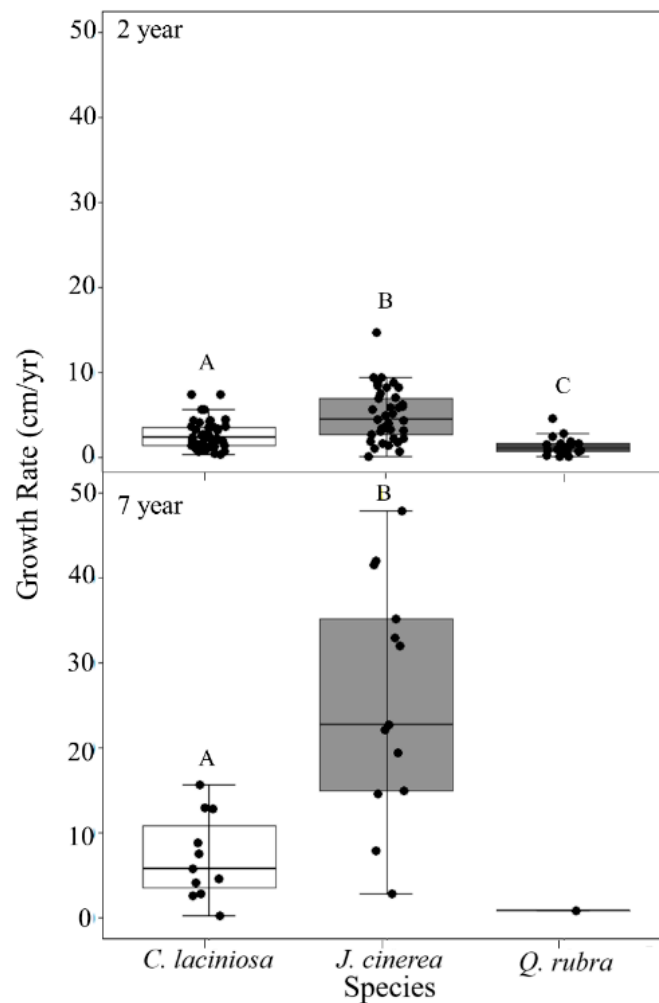 2 year
50
40
30
20
10
0
A
B
C
Growth Rate (cm/yr)
7 year
50
40
30
20
10
0
A
B
C. laciniosa
J. cinerea
Q. rubra
Species